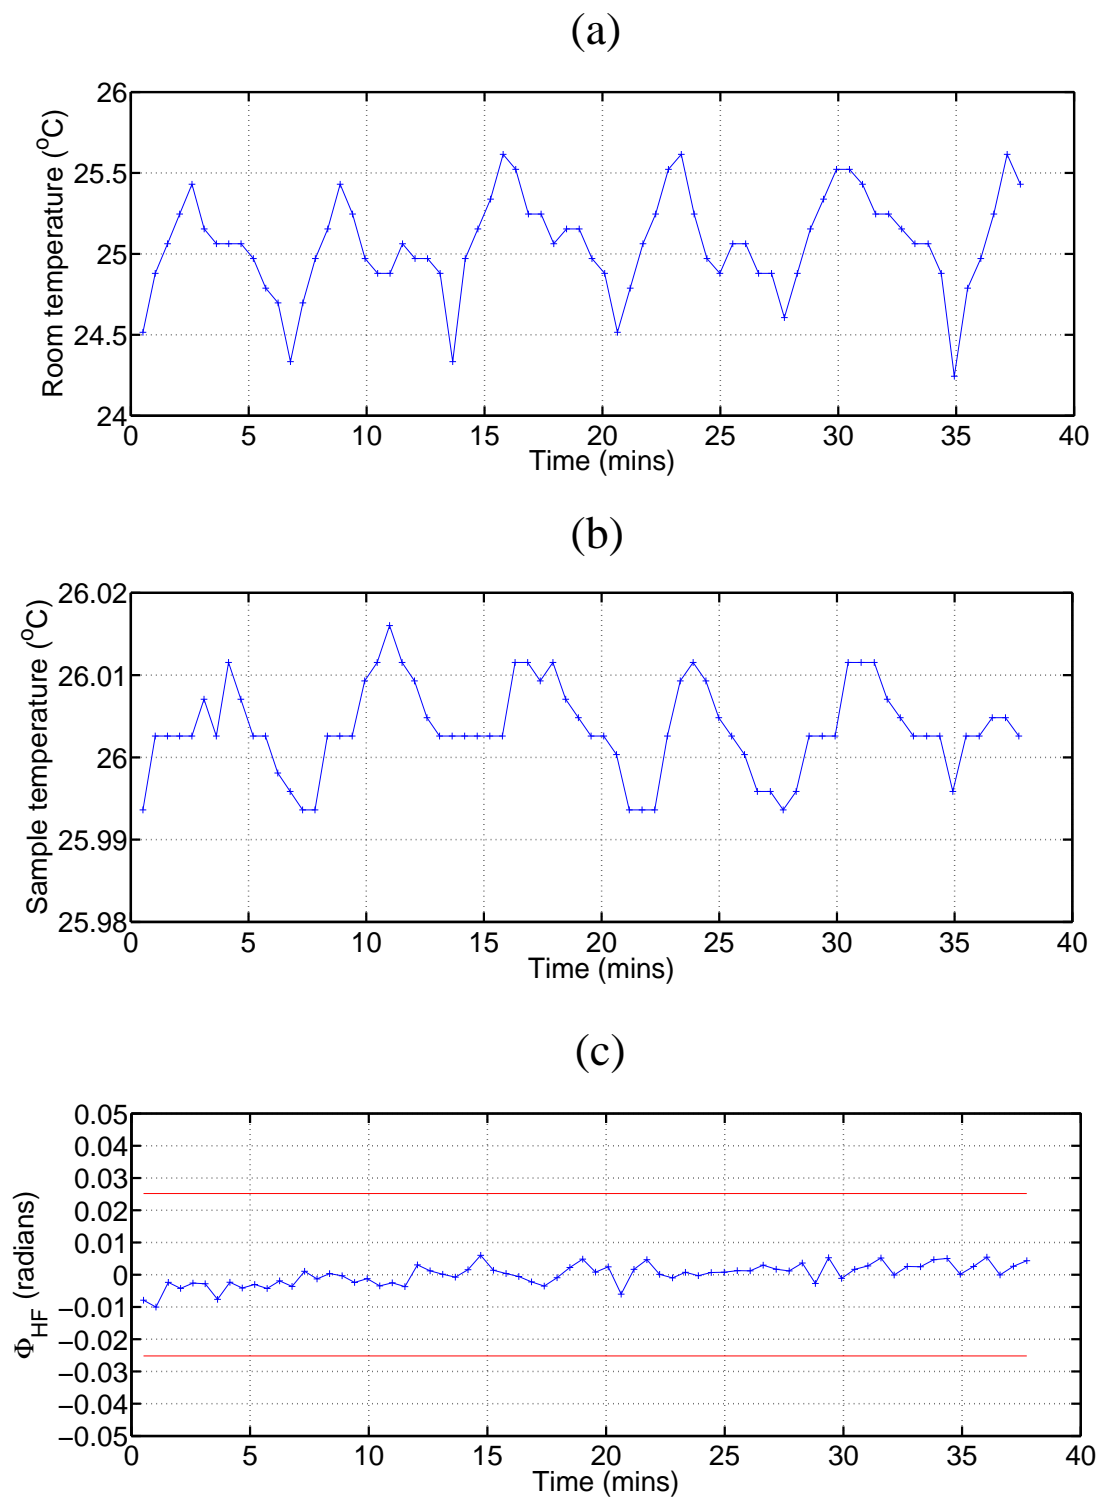 (a)
Room temperature (°C)
26
25.5
25
24.5
24
0 5 10 15 20 25 30 35 40
Time (mins)
(b)
Sample temperature (°C)
26.02
26.01
26
25.99
25.98
0 5 10 15 20 25 30 35 40
Time (mins)
(c)
Φ_HF (radians)
0.05
0.04
0.03
0.02
0.01
0
−0.01
−0.02
−0.03
−0.04
−0.05
0 5 10 15 20 25 30 35 40
Time (mins)